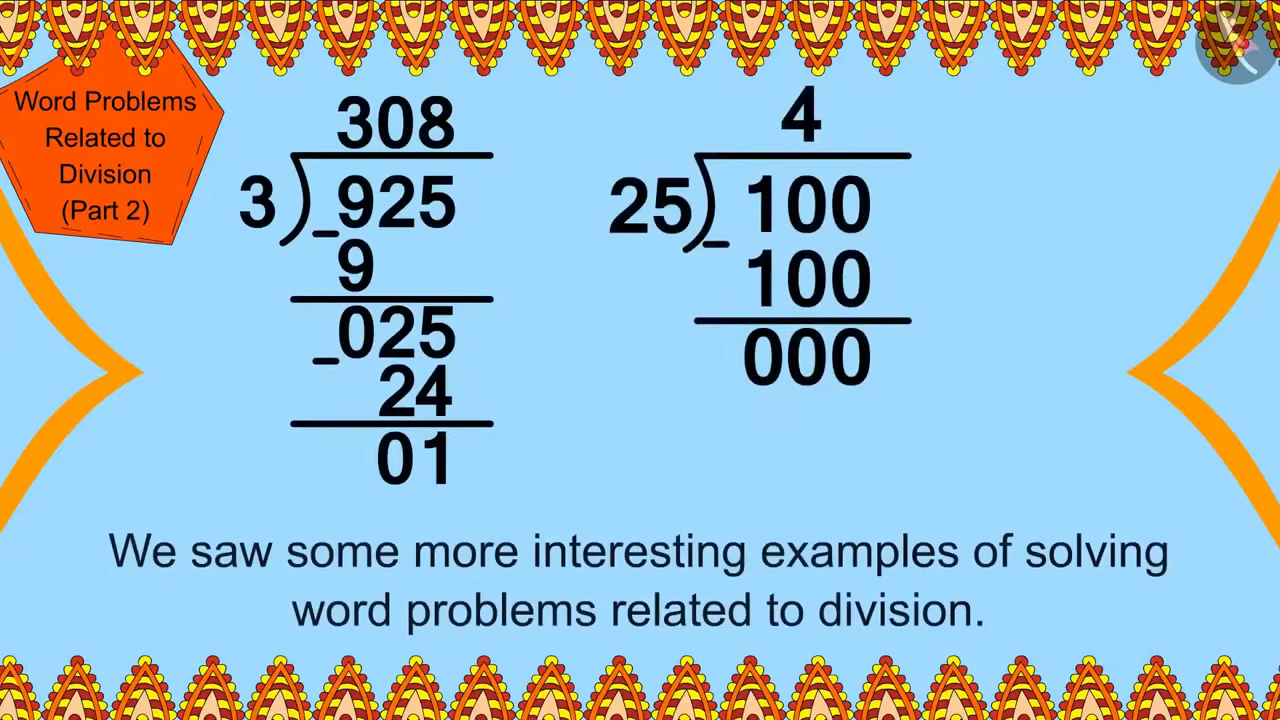 Word Problems
Related to
Division
(Part 2)
308
3)925
_
9
025
_
24
01
4
25)100
_
100
000
We saw some more interesting examples of solving
word problems related to division.